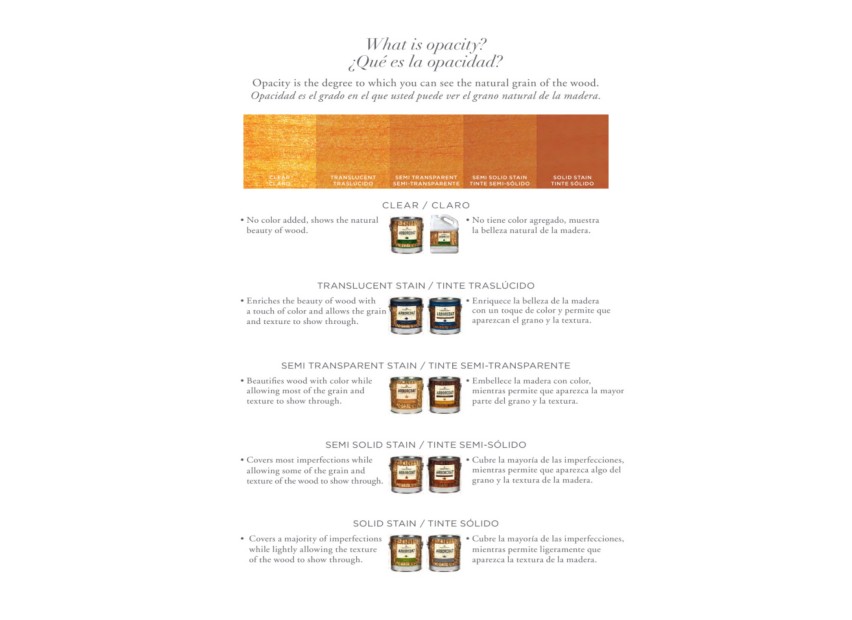 What is opacity?
¿Qué es la opacidad?
Opacity is the degree to which you can see the natural grain of the wood.
Opacidad es el grado en el que usted puede ver el grano natural de la madera.
CLEAR
CLARO
TRANSLUCENT
TRASLÚCIDO
SEMI TRANSPARENT
SEMI-TRANSPARENTE
SEMI SOLID STAIN
TINTE SEMI-SÓLIDO
SOLID STAIN
TINTE SÓLIDO
CLEAR / CLARO
• No color added, shows the natural
beauty of wood.
ARBORCOAT
• No tiene color agregado, muestra
la belleza natural de la madera.
TRANSLUCENT STAIN / TINTE TRASLÚCIDO
• Enriches the beauty of wood with
a touch of color and allows the grain
and texture to show through.
ARBORCOAT
ARBORCOAT
• Enriquece la belleza de la madera
con un toque de color y permite que
aparezcan el grano y la textura.
SEMI TRANSPARENT STAIN / TINTE SEMI-TRANSPARENTE
• Beautifies wood with color while
allowing most of the grain and
texture to show through.
ARBORCOAT
ARBORCOAT
• Embellece la madera con color,
mientras permite que aparezca la mayor
parte del grano y la textura.
SEMI SOLID STAIN / TINTE SEMI-SÓLIDO
• Covers most imperfections while
allowing some of the grain and
texture of the wood to show through.
ARBORCOAT
ARBORCOAT
• Cubre la mayoría de las imperfecciones,
mientras permite que aparezca algo del
grano y la textura de la madera.
SOLID STAIN / TINTE SÓLIDO
• Covers a majority of imperfections
while lightly allowing the texture
of the wood to show through.
ARBORCOAT
ARBORCOAT
• Cubre la mayoría de las imperfecciones,
mientras permite ligeramente que
aparezca la textura de la madera.